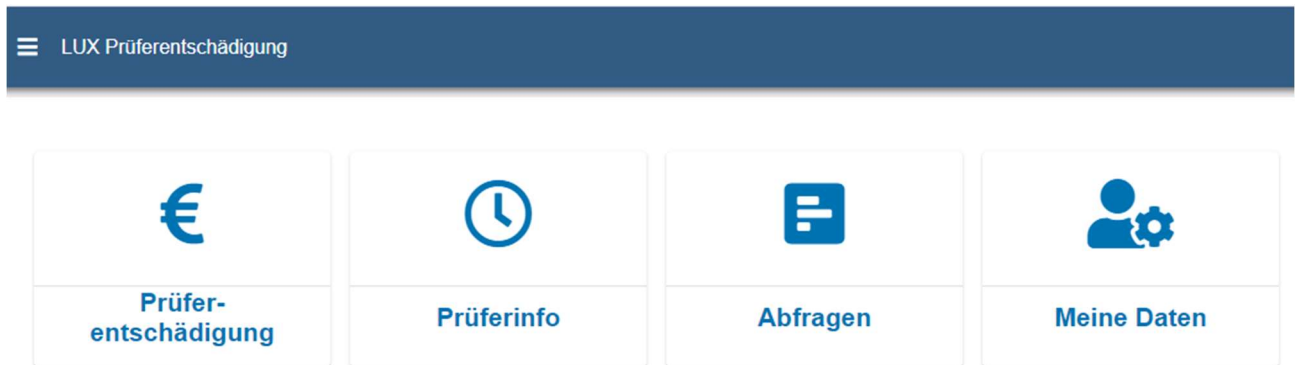 LUX Prüferentschädigung
Prüfer-
entschädigung
Prüferinfo
Abfragen
Meine Daten